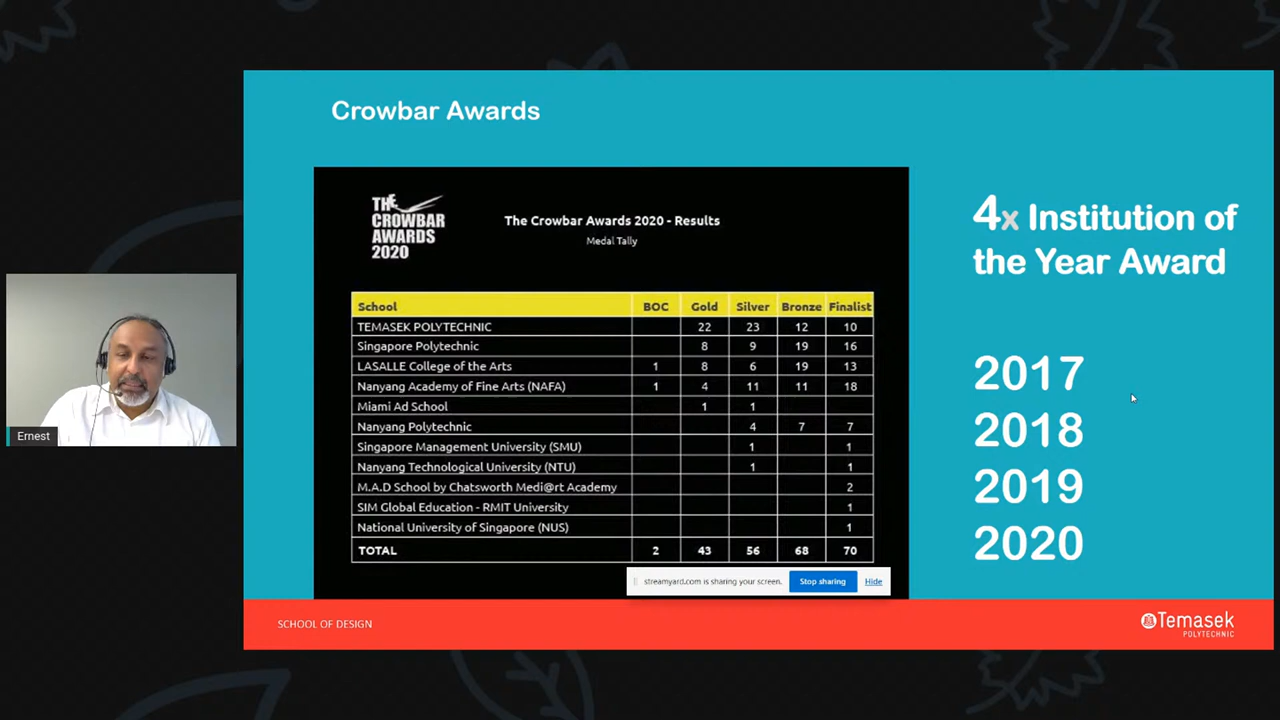 Crowbar Awards
THE
CROWBAR
AWARDS
2020
The Crowbar Awards 2020 - Results
Medal Tally
School BOC Gold Silver Bronze Finalist
TEMASEK POLYTECHNIC 22 23 12 10
Singapore Polytechnic 8 9 19 16
LASALLE College of the Arts 1 8 6 19 13
Nanyang Academy of Fine Arts (NAFA) 1 4 11 11 18
Miami Ad School 1 1
Nanyang Polytechnic 4 7 7
Singapore Management University (SMU) 1 1
Nanyang Technological University (NTU) 1 1
M.A.D School by Chatsworth Medi@rt Academy 2
SIM Global Education - RMIT University 1
National University of Singapore (NUS) 1
TOTAL 2 43 56 68 70
4x Institution of
the Year Award
2017
2018
2019
2020
Ernest
streamyard.com is sharing your screen. Stop sharing Hide
SCHOOL OF DESIGN
Temasek
POLYTECHNIC